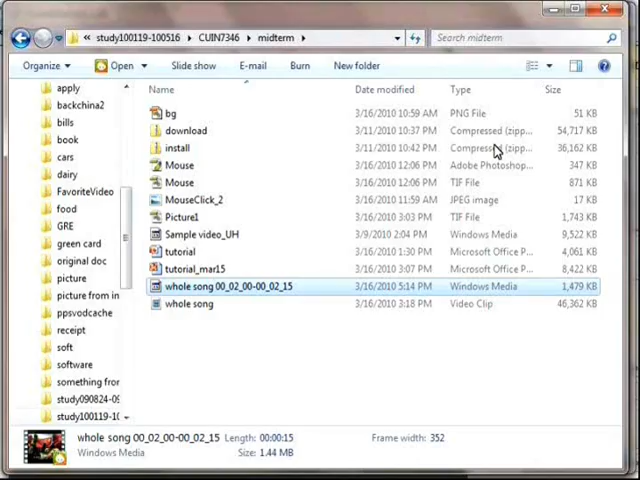 « study100119-100516 ▸ CUIN7346 ▸ midterm ▸
Search midterm
Organize ▾ Open ▾ Slide show E-mail Burn New folder
Name Date modified Type Size
apply
backchina2
bills
book
cars
dairy
FavoriteVideo
food
GRE
green card
original doc
picture
picture from in
ppsvodcache
receipt
soft
software
something fron
study090824-09
study100119-10
bg 3/16/2010 10:59 AM PNG File 51 KB
download 3/11/2010 10:37 PM Compressed (zipp... 54,717 KB
install 3/11/2010 10:42 PM Compressed (zipp... 36,162 KB
Mouse 3/16/2010 12:06 PM Adobe Photoshop... 347 KB
Mouse 3/16/2010 12:06 PM TIF File 871 KB
MouseClick_2 3/16/2010 11:59 AM JPEG image 17 KB
Picture1 3/16/2010 3:03 PM TIF File 1,743 KB
Sample video_UH 3/9/2010 2:04 PM Windows Media 9,522 KB
tutorial 3/16/2010 1:30 PM Microsoft Office P... 4,061 KB
tutorial_mar15 3/16/2010 3:07 PM Microsoft Office P... 8,422 KB
whole song 00_02_00-00_02_15 3/16/2010 5:14 PM Windows Media 1,479 KB
whole song 3/16/2010 3:18 PM Video Clip 46,362 KB
whole song 00_02_00-00_02_15 Length: 00:00:15 Frame width: 352
Windows Media Size: 1.44 MB